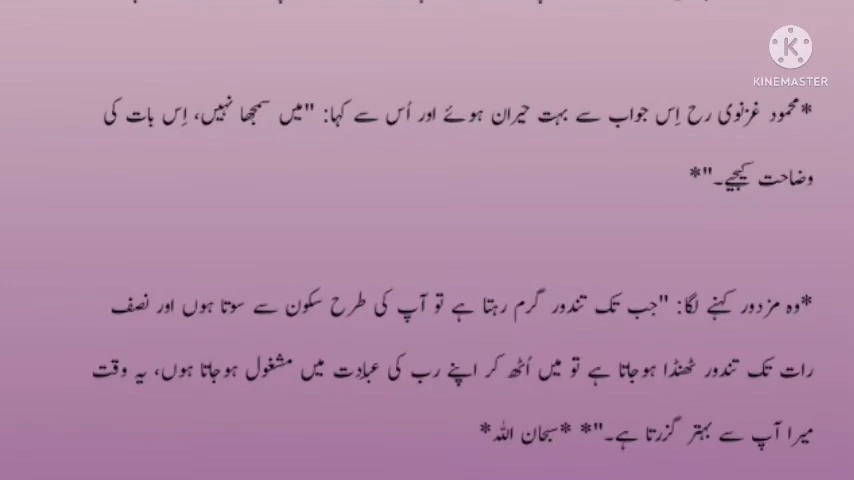 KINEMASTER
*محمود غزنوی رح اِس جواب سے بہت حیران ہوئے اور اُس سے کہا: "میں سمجھا نہیں، اِس بات کی
وضاحت کیجیے۔"*
*وہ مزدور کہنے لگا: "جب تک تندور گرم رہتا ہے تو آپ کی طرح سکون سے سوتا ہوں اور نصف
رات تک تندور ٹھنڈا ہوجاتا ہے تو میں اُٹھ کر اپنے رب کی عبادت میں مشغول ہوجاتا ہوں، یہ وقت
میرا آپ سے بہتر گزرتا ہے۔"* *سبحان اللہ*